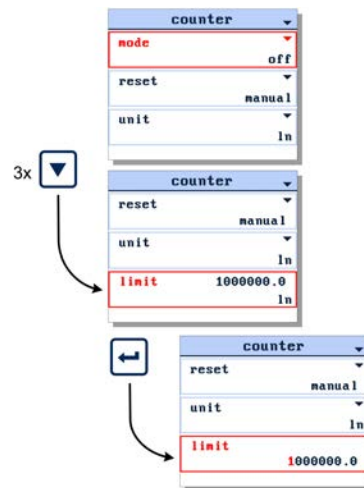 counter
mode
off
reset
manual
unit
ln
3x
counter
reset
manual
unit
ln
limit 1000000.0
ln
counter
reset
manual
unit
ln
limit
1000000.0